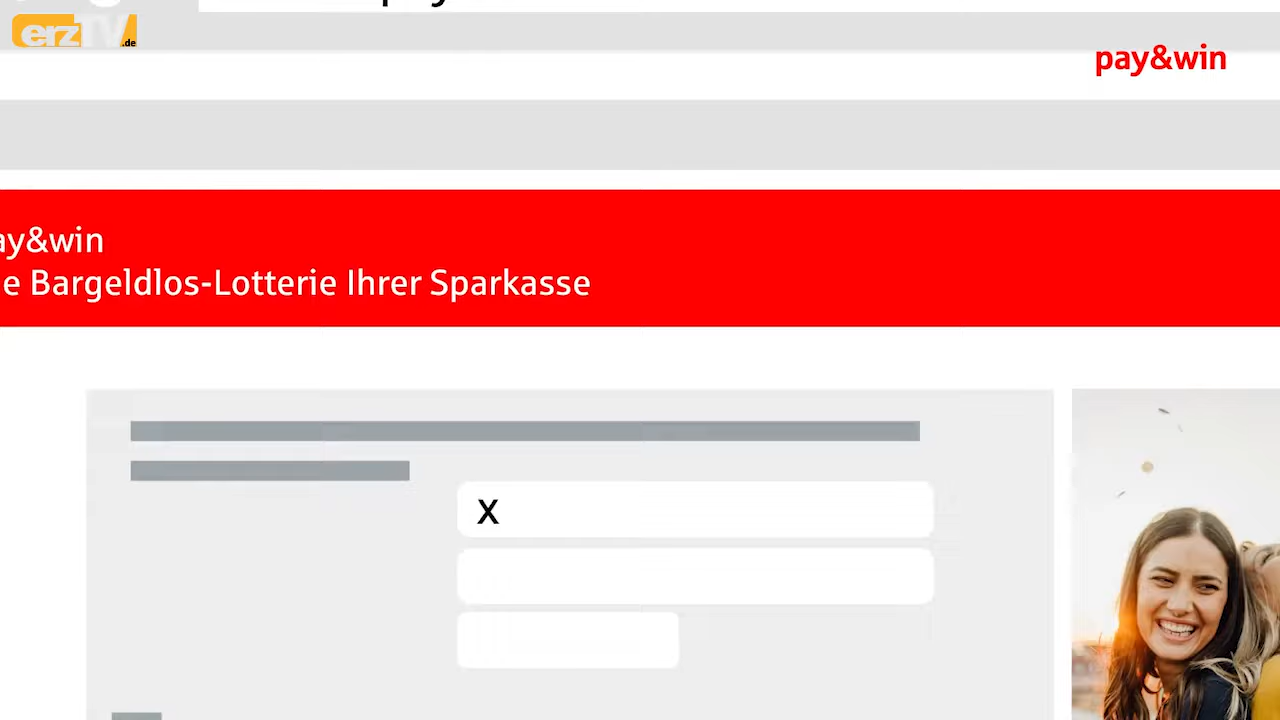 erzTV.de
pay&win
ay&win
e Bargeldlos-Lotterie Ihrer Sparkasse
X